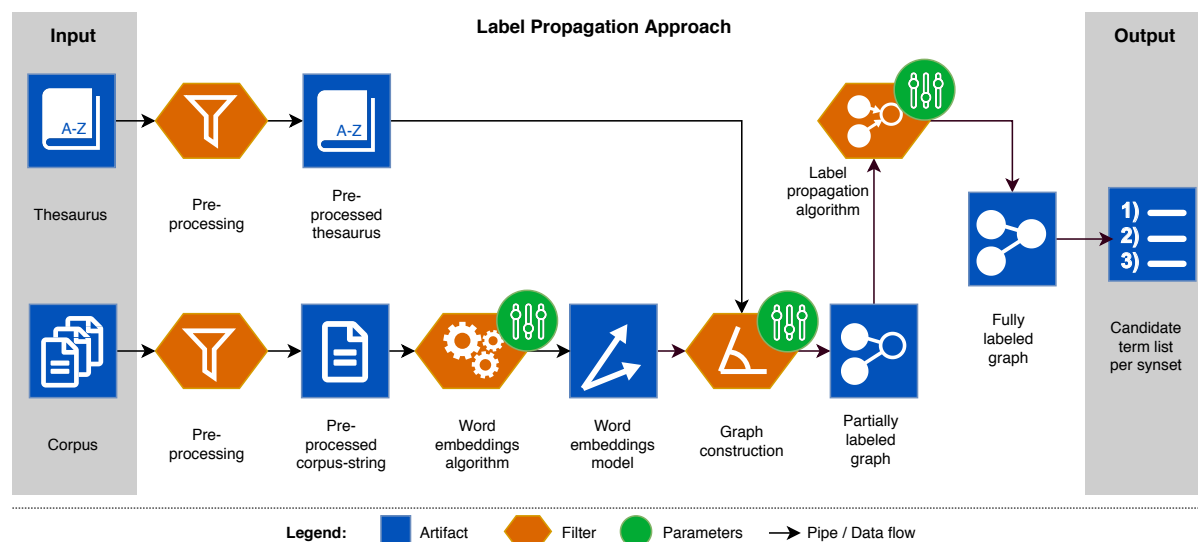 Input
Label Propagation Approach
Output
A-Z
A-Z
Thesaurus
Pre-
processing
Pre-
processed
thesaurus
Label
propagation
algorithm
1)
2)
3)
Fully
labeled
graph
Candidate
term list
per synset
Corpus
Pre-
processing
Pre-
processed
corpus-string
Word
embeddings
algorithm
Word
embeddings
model
Graph
construction
Partially
labeled
graph
Legend: Artifact Filter Parameters Pipe / Data flow